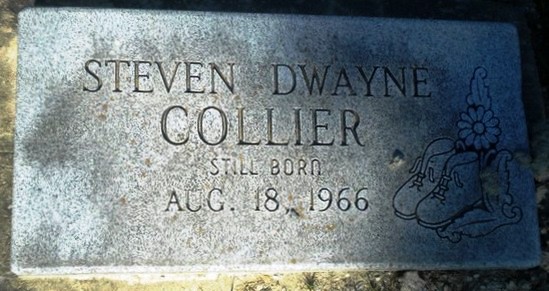 STEVEN DWAYNE
COLLIER
STILL BORN
AUG. 18, 1966